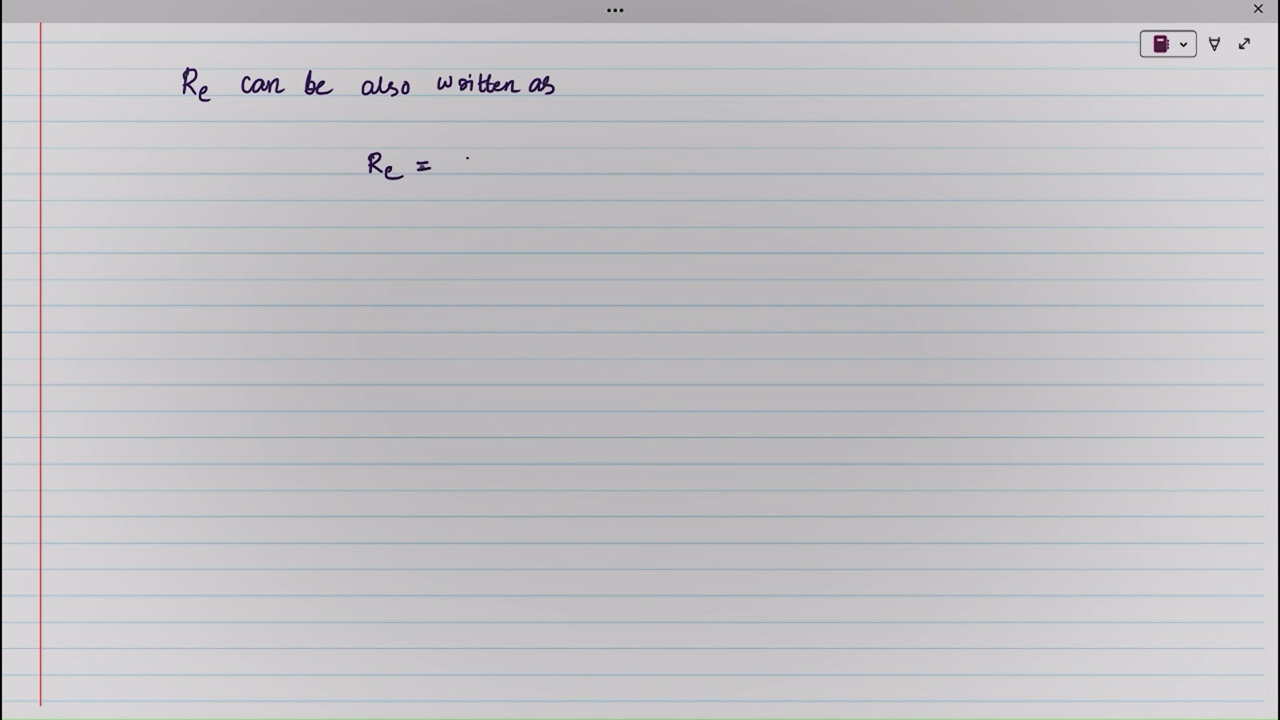 Re can be also written as
Re =